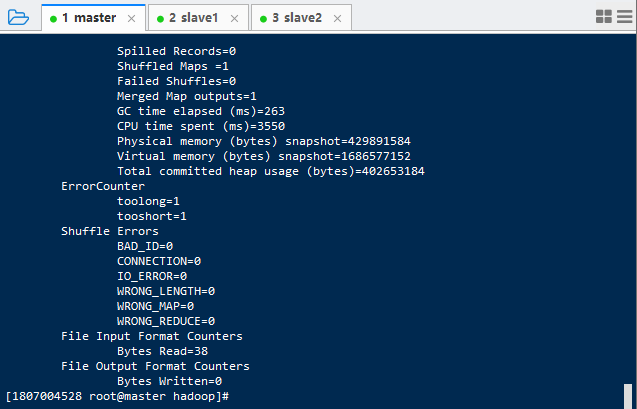 1 master × 2 slave1 × 3 slave2 ×
Spilled Records=0
Shuffled Maps =1
Failed Shuffles=0
Merged Map outputs=1
GC time elapsed (ms)=263
CPU time spent (ms)=3550
Physical memory (bytes) snapshot=429891584
Virtual memory (bytes) snapshot=1686577152
Total committed heap usage (bytes)=402653184
ErrorCounter
toolong=1
tooshort=1
Shuffle Errors
BAD_ID=0
CONNECTION=0
IO_ERROR=0
WRONG_LENGTH=0
WRONG_MAP=0
WRONG_REDUCE=0
File Input Format Counters
Bytes Read=38
File Output Format Counters
Bytes Written=0
[1807004528 root@master hadoop]#